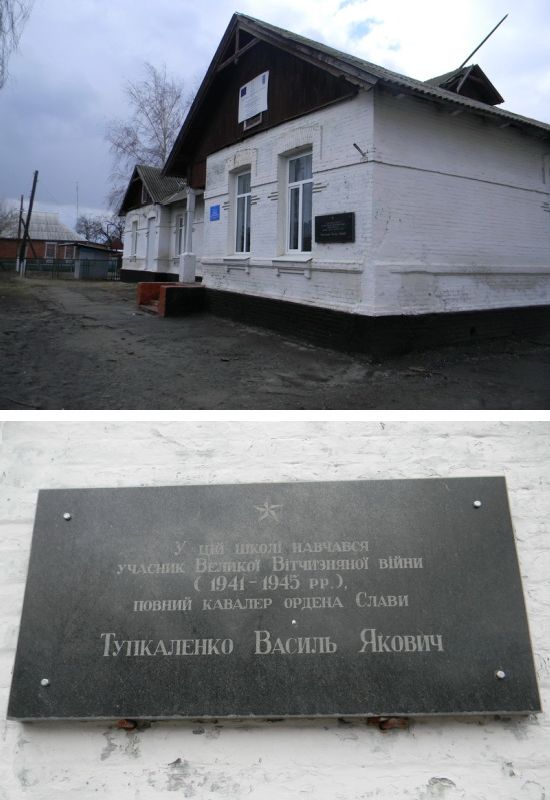 У цій школі навчався
учасник Великої Вітчизняної війни
( 1941 – 1945 рр.),
повний кавалер ордена Слави
Тупкаленко Василь Якович